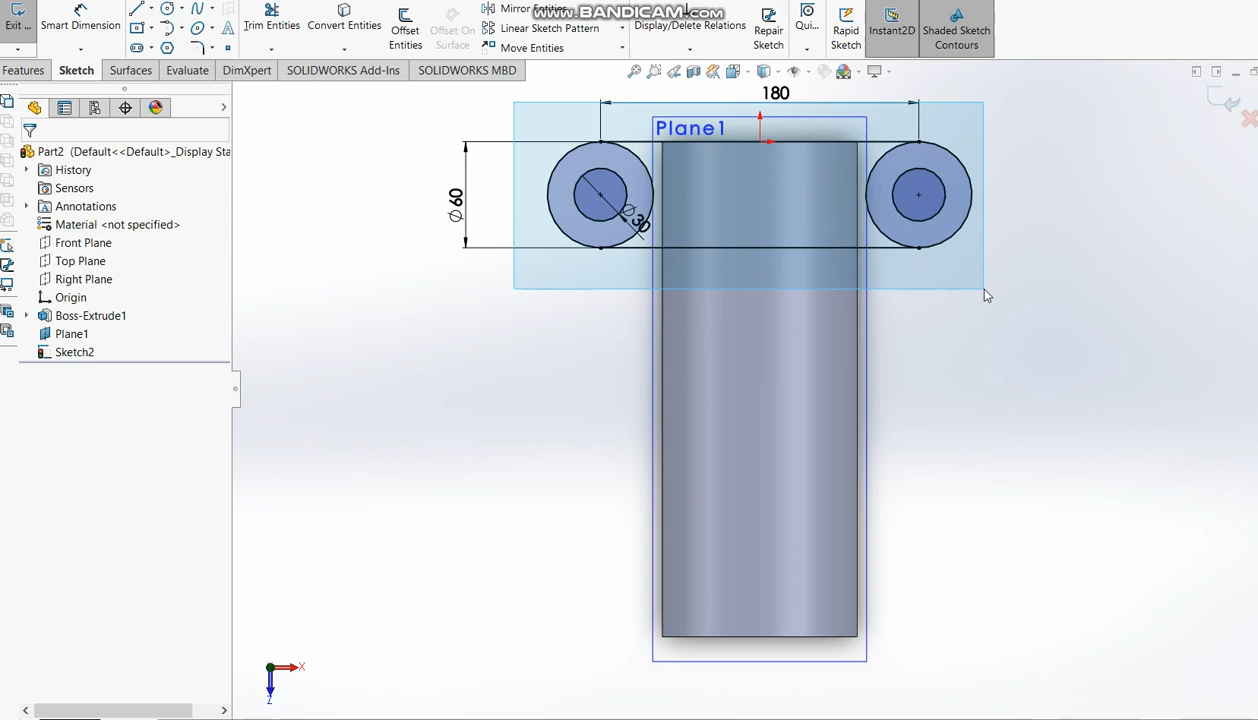 www.BANDICAM.com
Exit ...
Smart Dimension
Trim Entities
Convert Entities
Offset Entities
Offset On Surface
Mirror Entities
Linear Sketch Pattern
Move Entities
Display/Delete Relations
Repair Sketch
Qui...
Rapid Sketch
Instant2D
Shaded Sketch Contours
Features
Sketch
Surfaces
Evaluate
DimXpert
SOLIDWORKS Add-Ins
SOLIDWORKS MBD
Part2 (Default<<Default>_Display Sta
History
Sensors
Annotations
Material <not specified>
Front Plane
Top Plane
Right Plane
Origin
Boss-Extrude1
Plane1
Sketch2
180
Plane1
Ø60
Ø30
X
Z